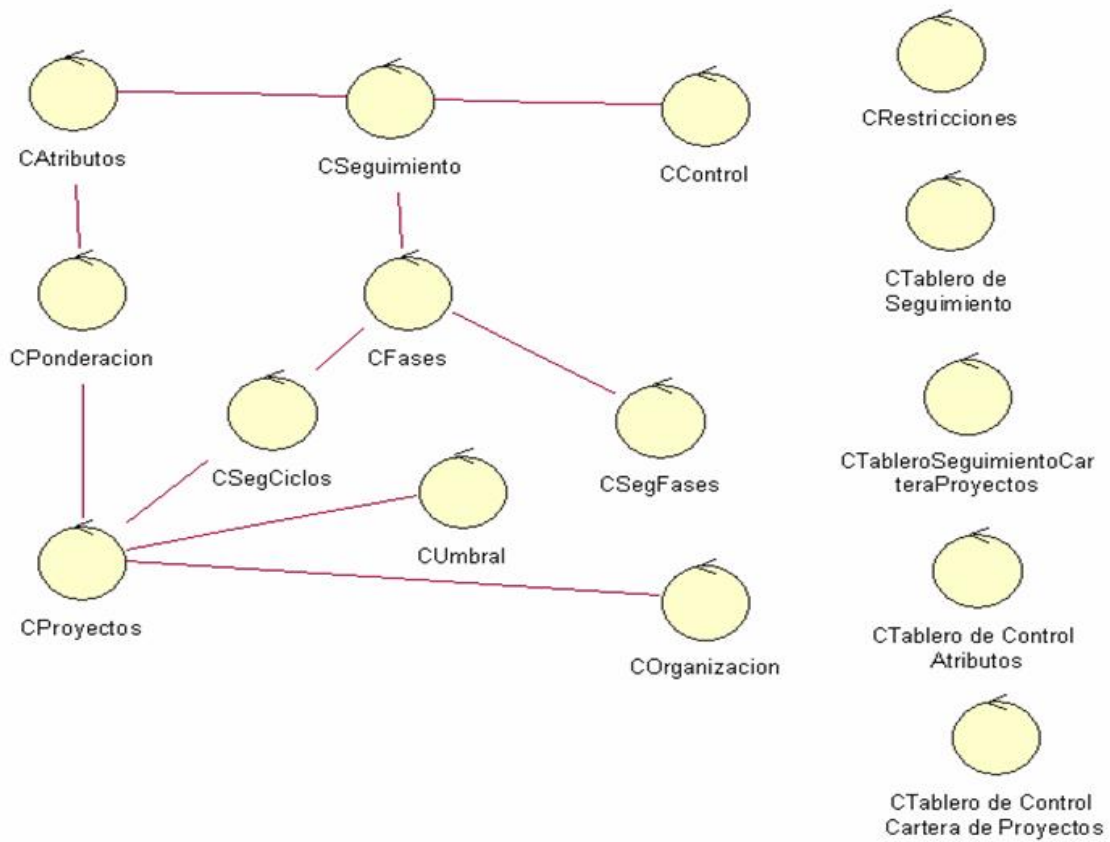 CAtributos
CSeguimiento
CControl
CPonderacion
CFases
CSegCiclos
CSegFases
CUmbral
CProyectos
COrganizacion
CRestricciones
CTablero de
Seguimiento
CTableroSeguimientoCar
teraProyectos
CTablero de Control
Atributos
CTablero de Control
Cartera de Proyectos